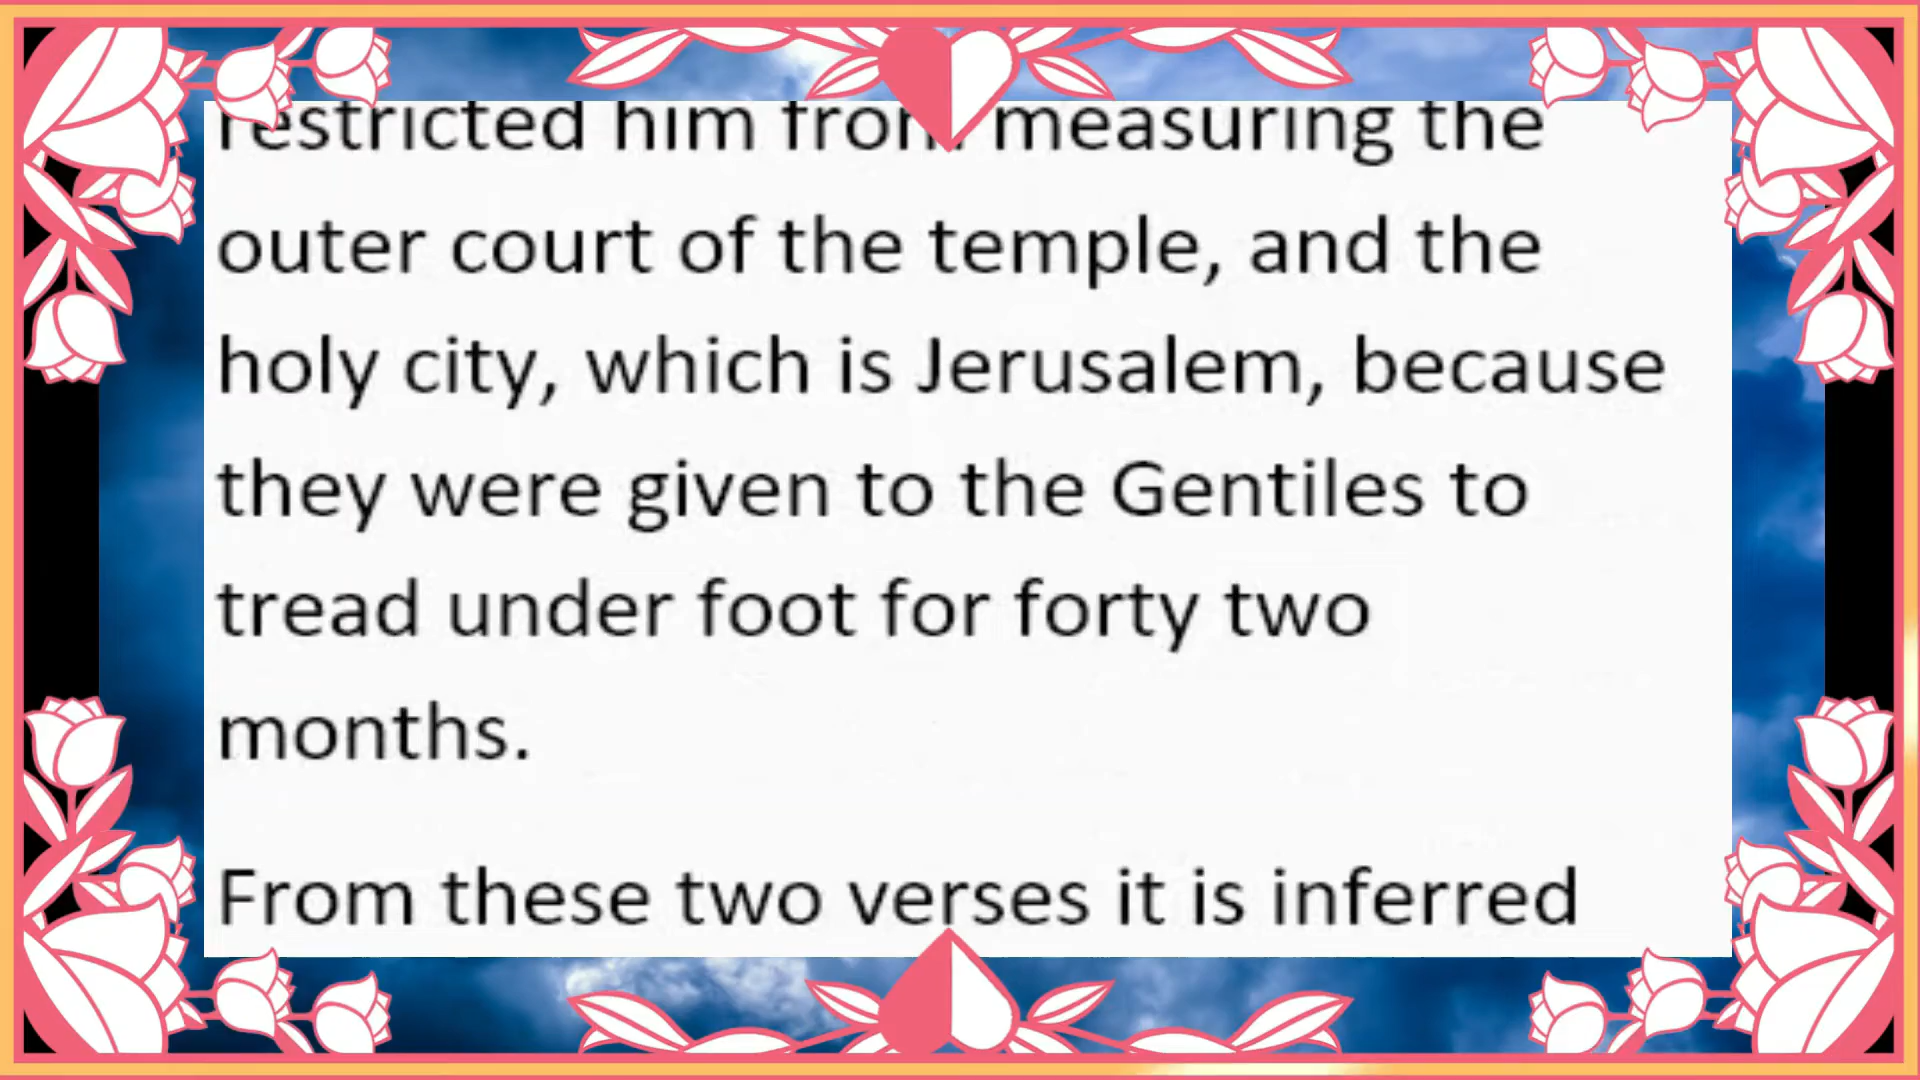 restricted him from measuring the
outer court of the temple, and the
holy city, which is Jerusalem, because
they were given to the Gentiles to
tread under foot for forty two
months.
From these two verses it is inferred